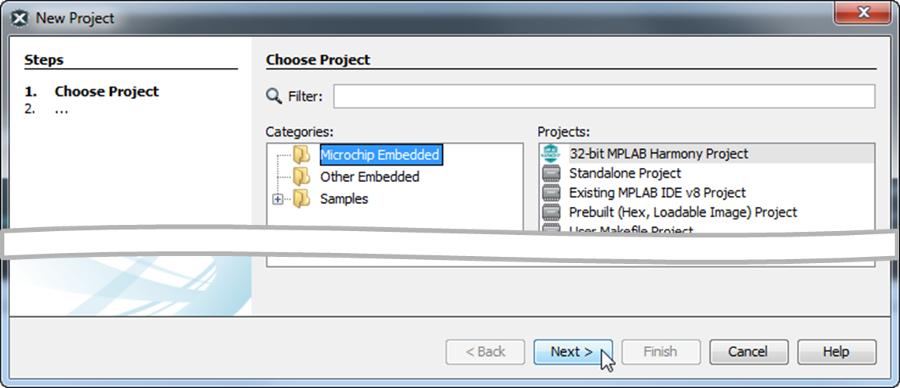 New Project
Steps
1. Choose Project
2. ...
Choose Project
Filter:
Categories:
Microchip Embedded
Other Embedded
Samples
Projects:
32-bit MPLAB Harmony Project
Standalone Project
Existing MPLAB IDE v8 Project
Prebuilt (Hex, Loadable Image) Project
User Makefile Project
< Back
Next >
Finish
Cancel
Help